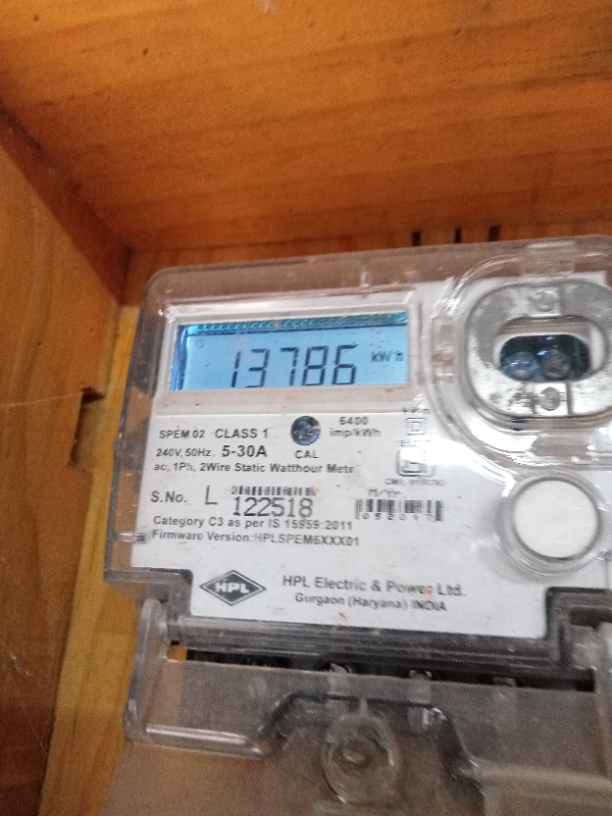 13786 kWh
SPEM 02 CLASS 1
6400 imp/kWh
240V, 50Hz, 5-30A
CAL
ac, 1Ph, 2Wire Static Watthour Meter
S.No. L 122518
M/Yr.
032017
Category C3 as per IS 15959:2011
Firmware Version:HPLSPEM6XXX01
HPL
HPL Electric & Power Ltd.
Gurgaon (Haryana) INDIA